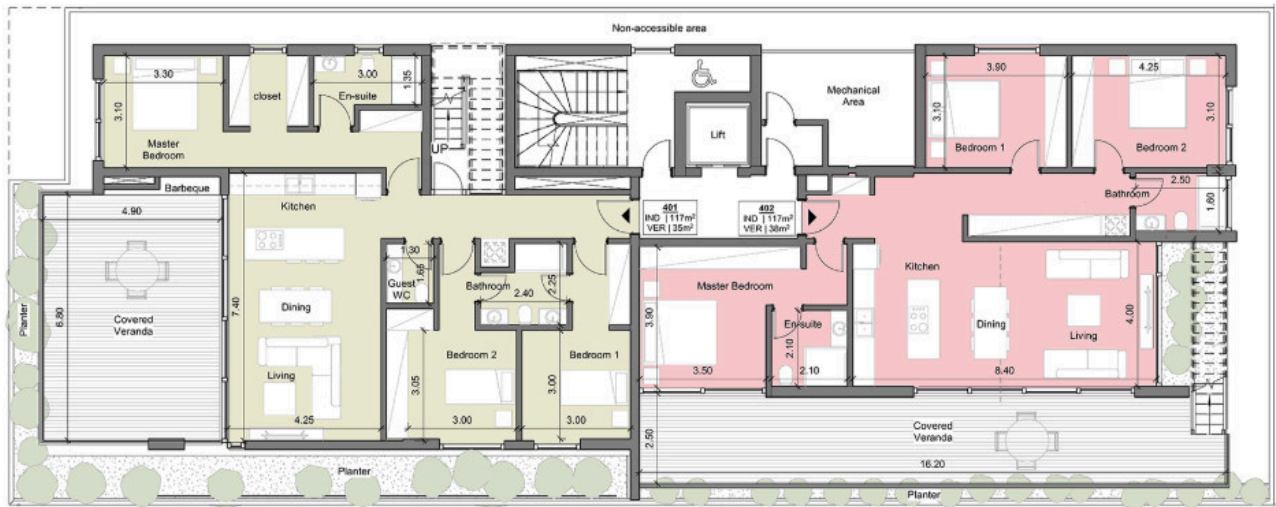 Non-accessible area
3.30
closet
3.00
1.35
En-suite
3.10
Master
Bedroom
UP
Lift
Mechanical
Area
3.90
4.25
3.10
3.10
Bedroom 1
Bedroom 2
Barbeque
Kitchen
4.90
401
IND | 117m²
VER | 35m²
402
IND | 117m²
VER | 38m²
Bathroom
2.50
1.60
Planter
6.80
Covered
Veranda
7.40
Dining
Living
4.25
1.30
1.65
Guest
WC
Bathroom
2.40
2.25
Bedroom 2
3.05
3.00
Bedroom 1
3.00
3.00
Master Bedroom
3.90
3.50
En-suite
2.10
2.10
Kitchen
Dining
Living
4.00
8.40
Covered
Veranda
2.50
16.20
Planter
Planter